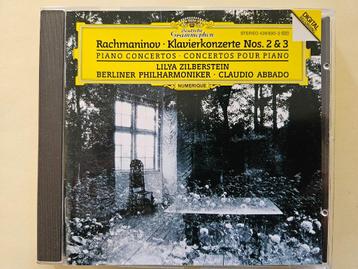 Deutsche
Grammophon
DIGITAL
Rachmaninov · Klavierkonzerte Nos. 2 & 3
PIANO CONCERTOS · CONCERTOS POUR PIANO
LILYA ZILBERSTEIN
BERLINER PHILHARMONIKER · CLAUDIO ABBADO
NUMERIQUE